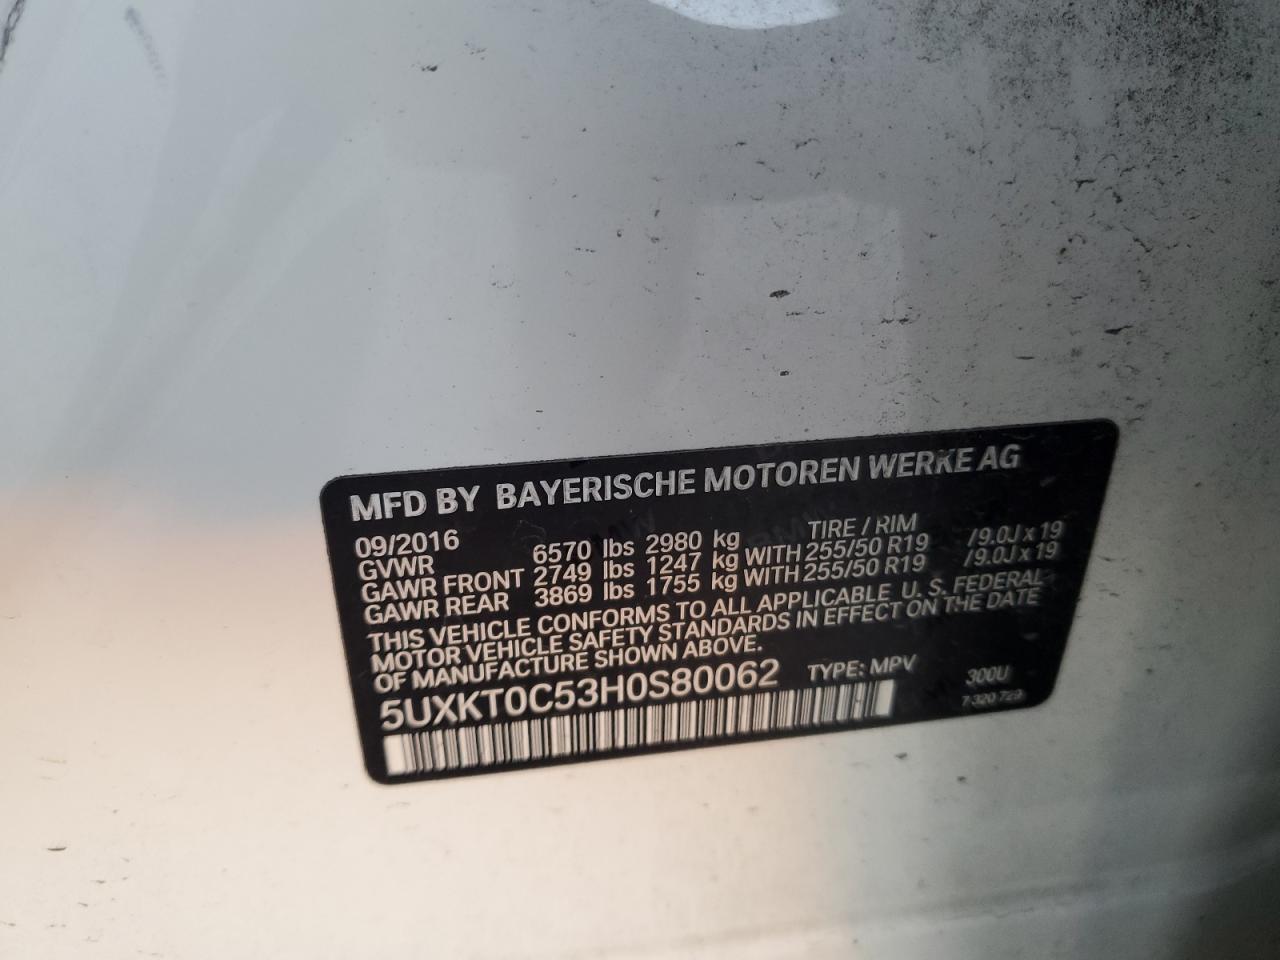 MFD BY BAYERISCHE MOTOREN WERKE AG
09/2016 TIRE / RIM
GVWR 6570 lbs 2980 kg
GAWR FRONT 2749 lbs 1247 kg WITH 255/50 R19 /9.0J x 19
GAWR REAR 3869 lbs 1755 kg WITH 255/50 R19 /9.0J x 19
THIS VEHICLE CONFORMS TO ALL APPLICABLE U. S. FEDERAL
MOTOR VEHICLE SAFETY STANDARDS IN EFFECT ON THE DATE
OF MANUFACTURE SHOWN ABOVE.
5UXKT0C53H0S80062 TYPE: MPV 300U
7 320 729